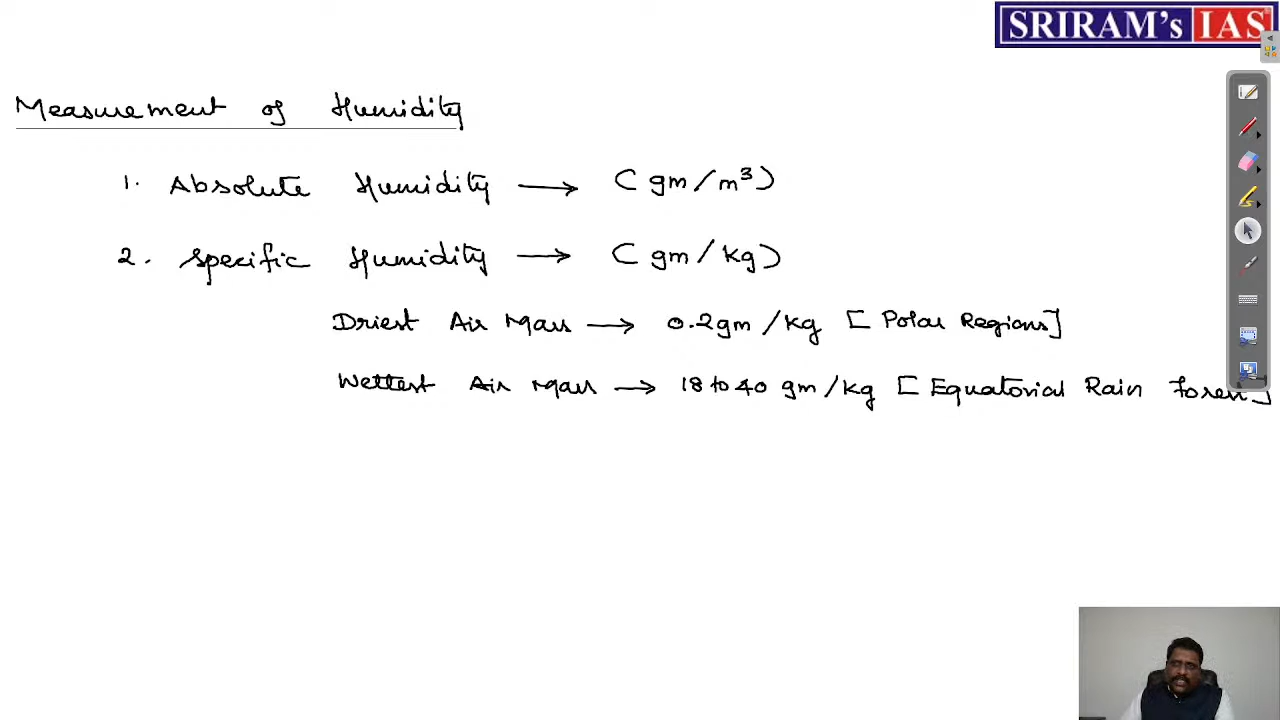 SRIRAM's IAS
Measurement of Humidity
1. Absolute Humidity → (gm/m³)
2. Specific Humidity → (gm/kg)
Driest Air Mass → 0.2gm/kg [Polar Regions]
Wettest Air Mass → 18 to 40 gm/kg [Equatorial Rain Forest]